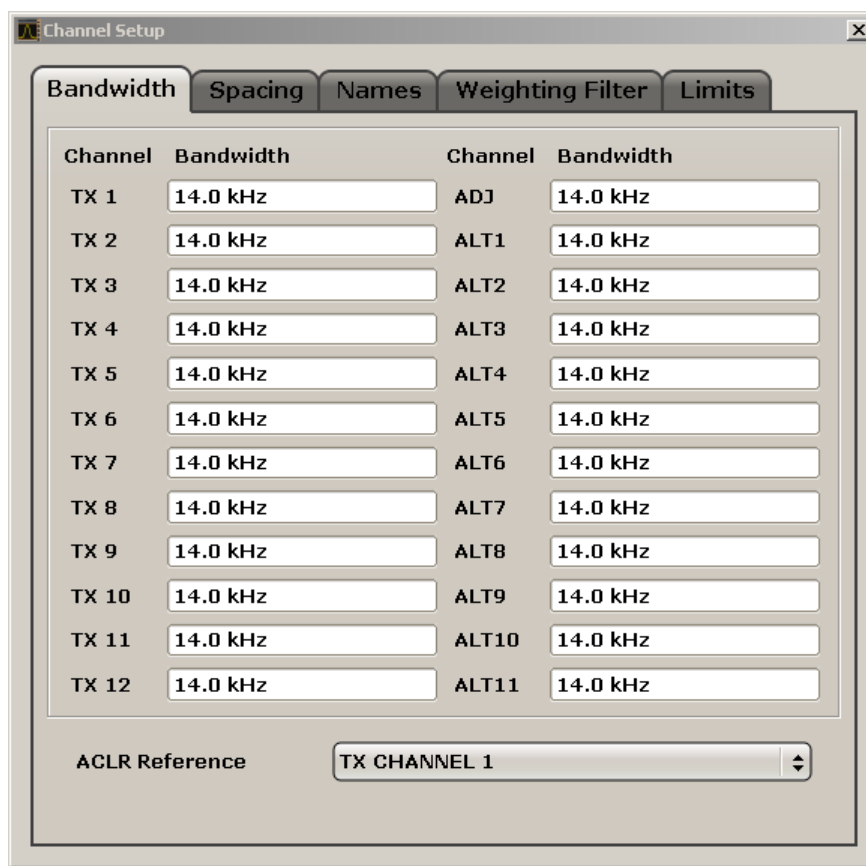 Channel Setup
Bandwidth Spacing Names Weighting Filter Limits
Channel Bandwidth Channel Bandwidth
TX 1 14.0 kHz ADJ 14.0 kHz
TX 2 14.0 kHz ALT1 14.0 kHz
TX 3 14.0 kHz ALT2 14.0 kHz
TX 4 14.0 kHz ALT3 14.0 kHz
TX 5 14.0 kHz ALT4 14.0 kHz
TX 6 14.0 kHz ALT5 14.0 kHz
TX 7 14.0 kHz ALT6 14.0 kHz
TX 8 14.0 kHz ALT7 14.0 kHz
TX 9 14.0 kHz ALT8 14.0 kHz
TX 10 14.0 kHz ALT9 14.0 kHz
TX 11 14.0 kHz ALT10 14.0 kHz
TX 12 14.0 kHz ALT11 14.0 kHz
ACLR Reference TX CHANNEL 1